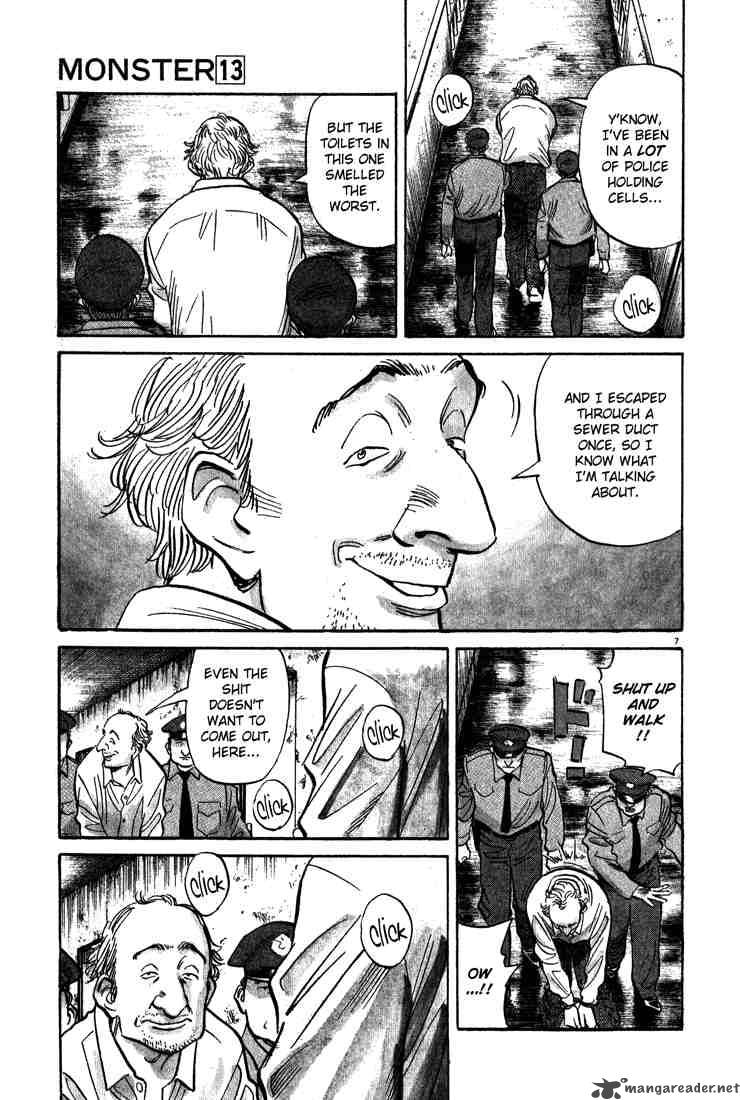 MONSTER 13
CLICK
Y'KNOW,
I'VE BEEN
IN A LOT
OF POLICE
HOLDING
CELLS...
CLICK
BUT THE
TOILETS IN
THIS ONE
SMELLED
THE
WORST.
AND I ESCAPED
THROUGH A
SEWER DUCT
ONCE, SO I
KNOW WHAT
I'M TALKING
ABOUT.
7
SHUT UP
AND
WALK
!!
ドン
OW
...!!
EVEN THE
SHIT
DOESN'T
WANT TO
COME OUT,
HERE...
CLICK
CLICK
CLICK
CLICK
mangareader.net